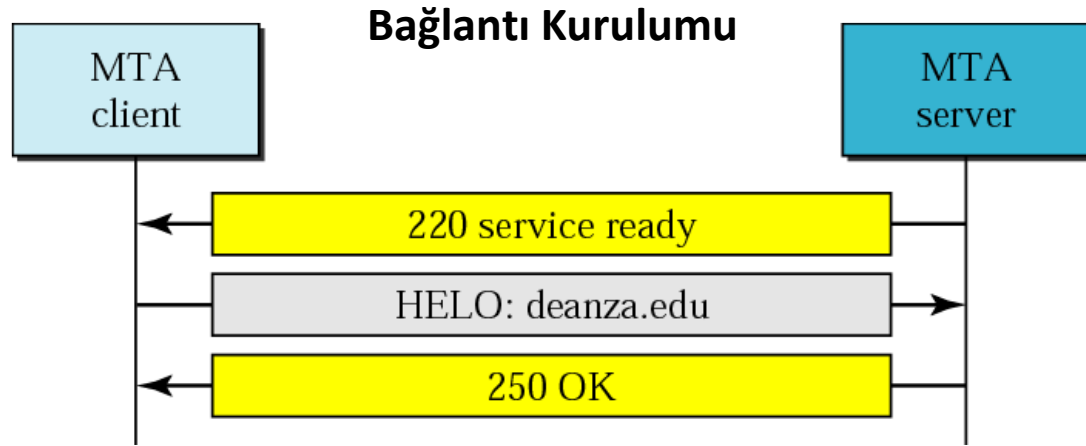 Bağlantı Kurulumu
MTA
client
MTA
server
220 service ready
HELO: deanza.edu
250 OK